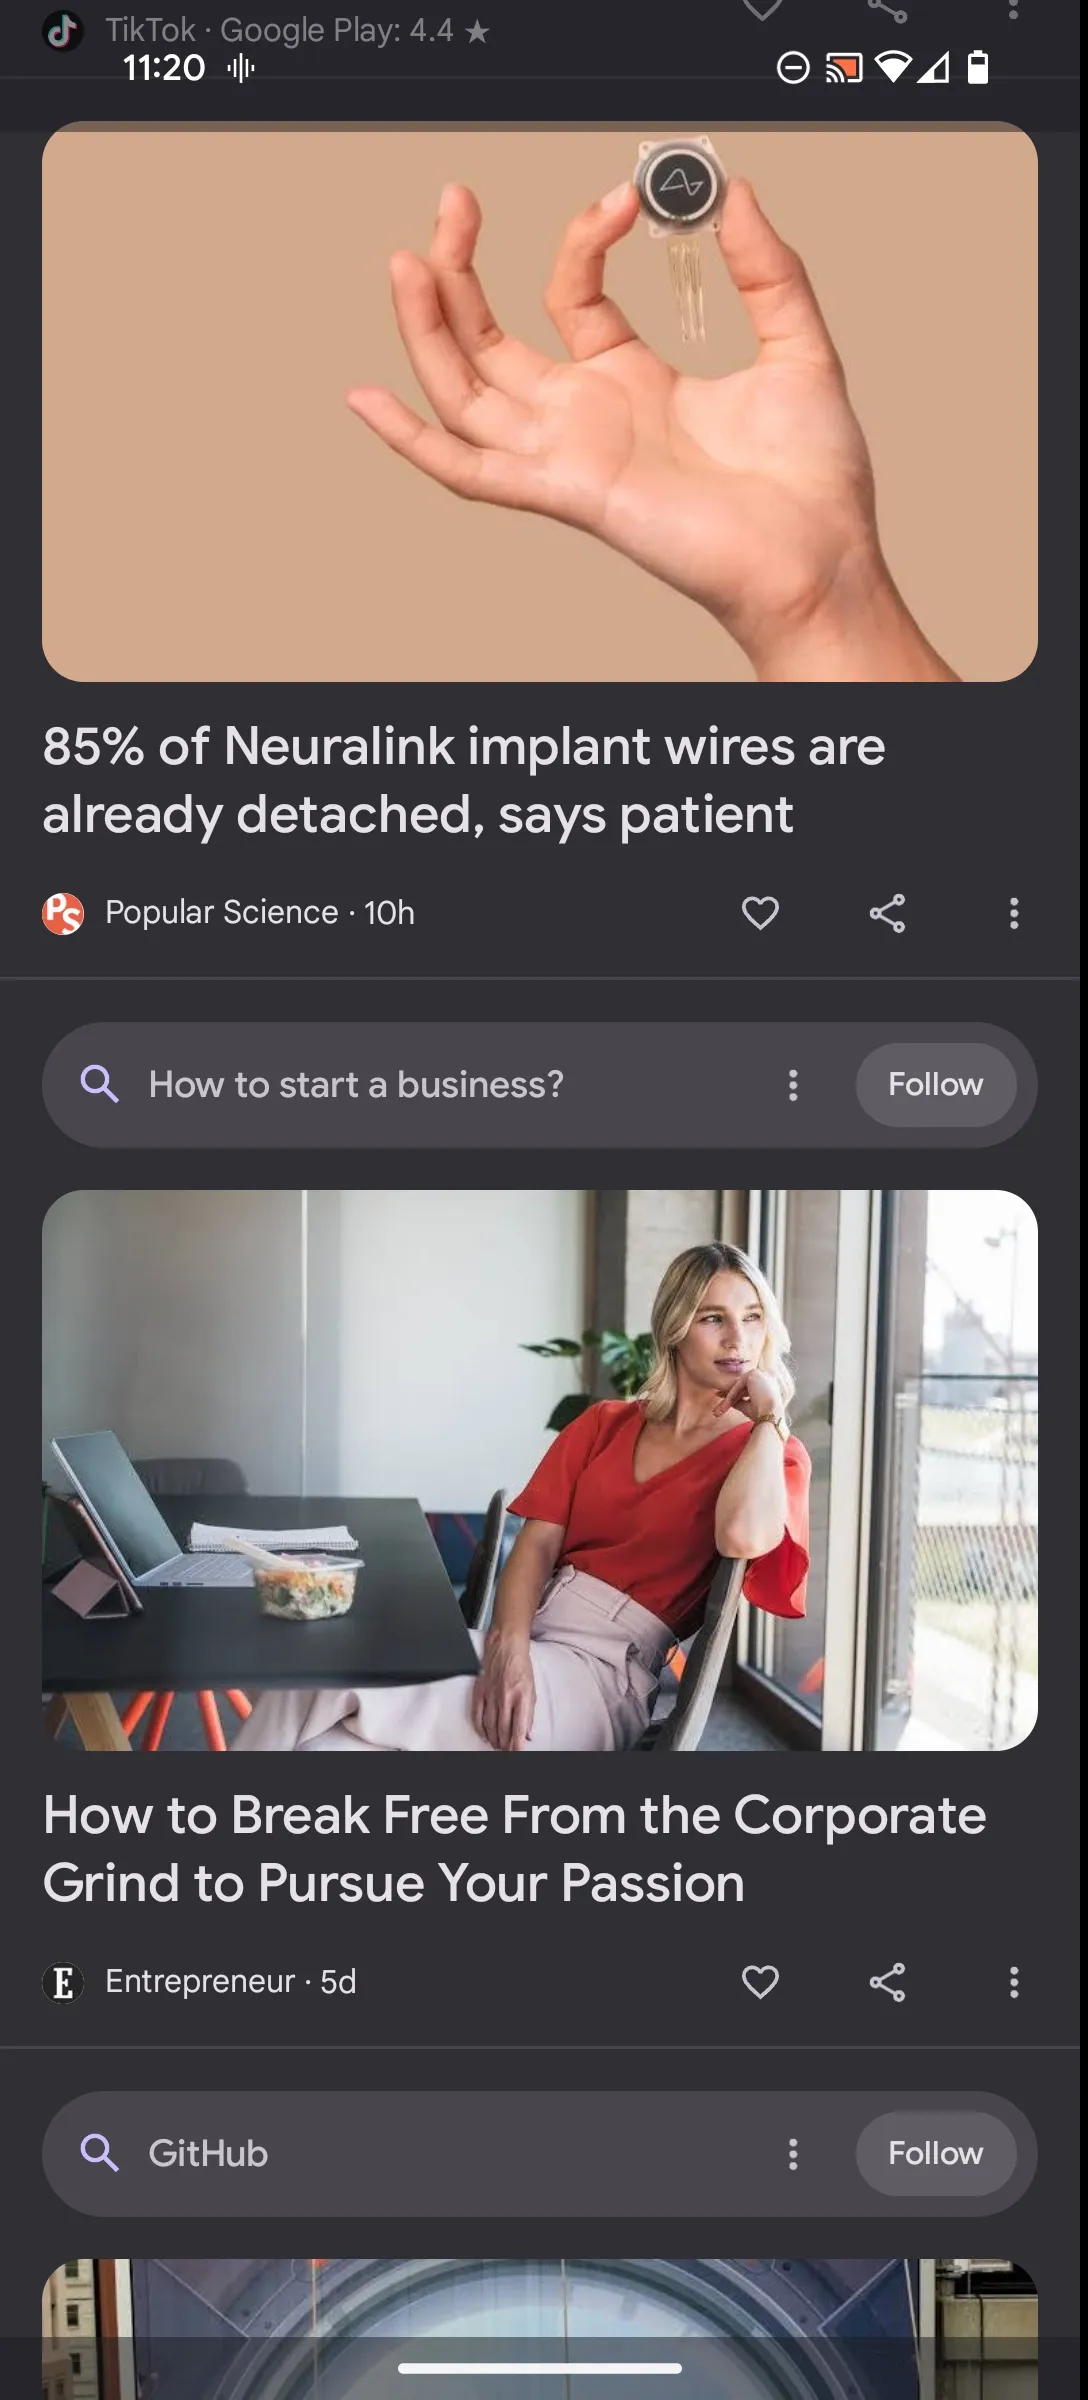 TikTok · Google Play: 4.4 ★
11:20
85% of Neuralink implant wires are
already detached, says patient
PS
Popular Science · 10h
How to start a business?
Follow
How to Break Free From the Corporate
Grind to Pursue Your Passion
E
Entrepreneur · 5d
GitHub
Follow